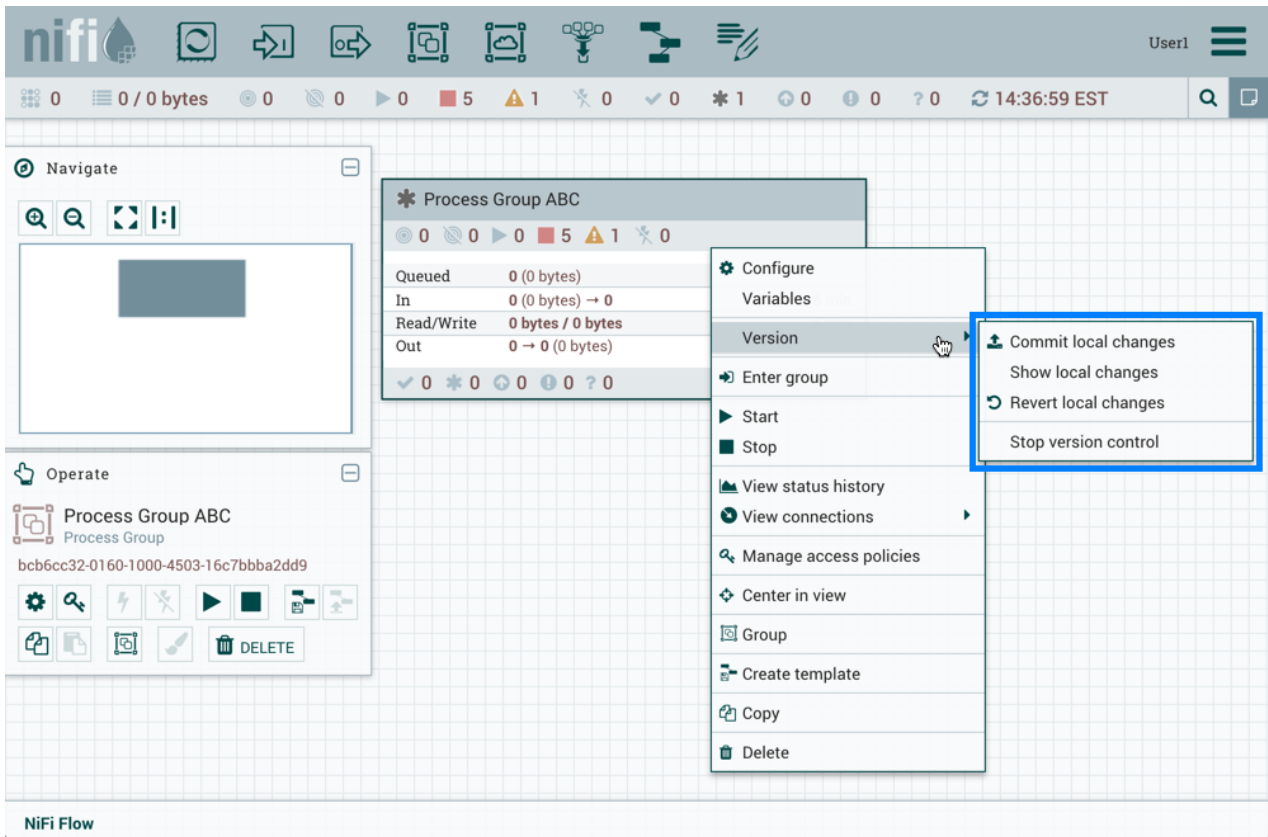 nifi
User1
0 0 / 0 bytes 0 0 0 5 1 0 0 1 0 0 ? 0 14:36:59 EST
Navigate
Process Group ABC
0 0 0 5 1 0
Queued 0 (0 bytes)
In 0 (0 bytes) → 0
Read/Write 0 bytes / 0 bytes
Out 0 → 0 (0 bytes)
0 0 0 0 ? 0
Configure
Variables
Version
Enter group
Start
Stop
View status history
View connections
Manage access policies
Center in view
Group
Create template
Copy
Delete
Commit local changes
Show local changes
Revert local changes
Stop version control
Operate
Process Group ABC
Process Group
bcb6cc32-0160-1000-4503-16c7bbba2dd9
DELETE
NiFi Flow